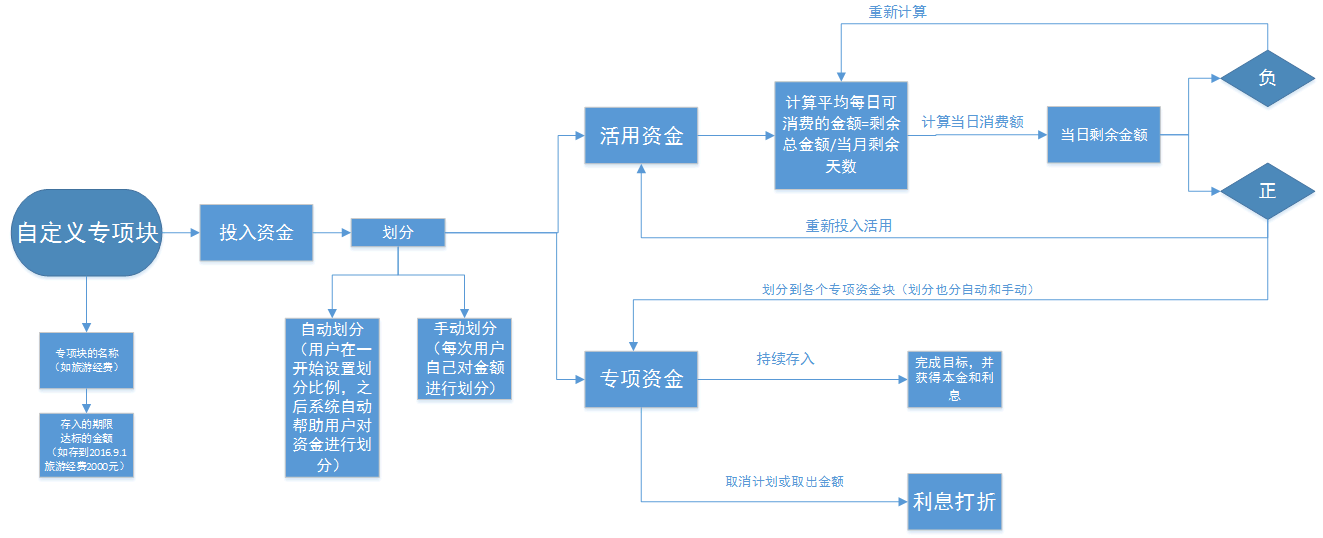 自定义专项块
专项块的名称
（如旅游经费）
存入的期限
达标的金额
（如存到2016.9.1
旅游经费2000元）
投入资金
划分
自动划分
（用户在一
开始设置划
分比例，之
后系统自动
帮助用户对
资金进行划
分）
手动划分
（每次用户
自己对金额
进行划分）
活用资金
计算平均每日可
消费的金额=剩余
总金额/当月剩余
天数
计算当日消费额
当日剩余金额
负
正
重新计算
重新投入活用
划分到各个专项资金块（划分也分自动和手动）
专项资金
持续存入
完成目标，并
获得本金和利
息
取消计划或取出金额
利息打折